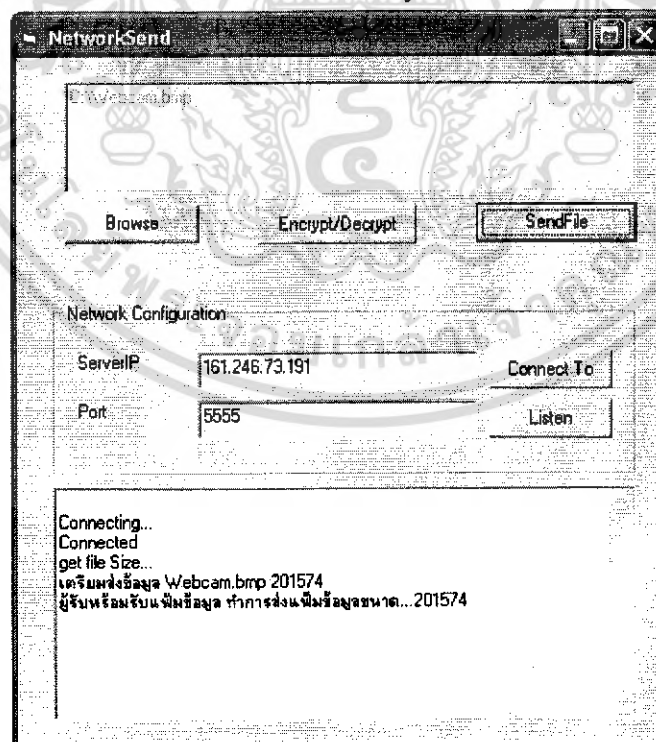 NetworkSend
C:\Webcam.bmp
Browse
Encrypt/Decrypt
SendFile
Network Configuration
ServerIP
161.246.73.191
Connect To
Port
5555
Listen
Connecting...
Connected
get file Size...
เตรียมส่งข้อมูล Webcam.bmp 201574
ผู้รับพร้อมรับแฟ้มข้อมูล ทำการส่งแฟ้มข้อมูลขนาด...201574